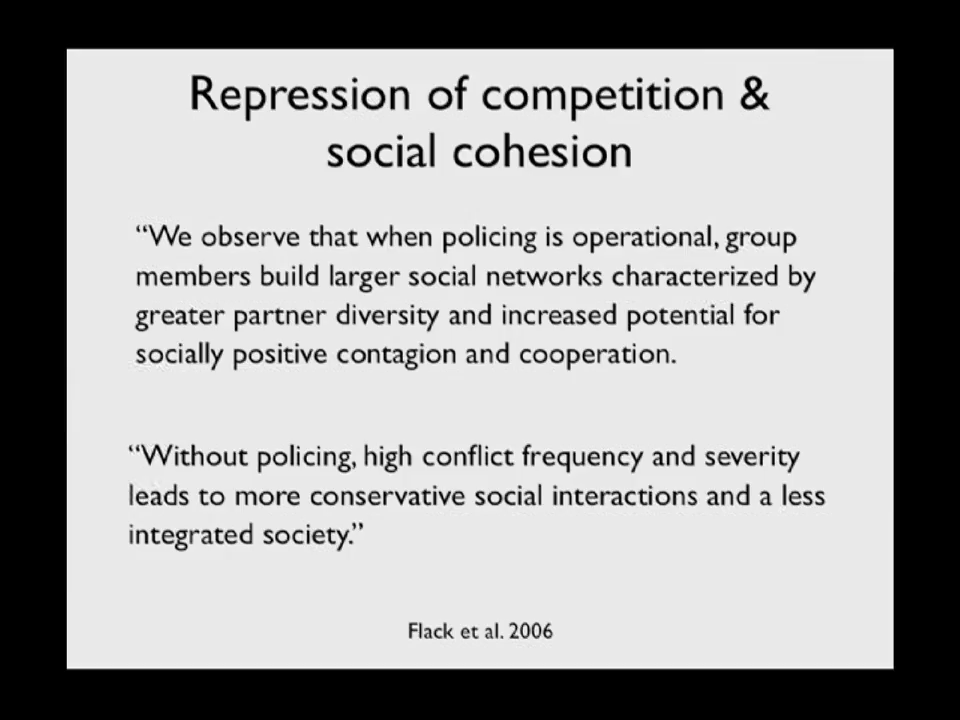 Repression of competition &
social cohesion
“We observe that when policing is operational, group
members build larger social networks characterized by
greater partner diversity and increased potential for
socially positive contagion and cooperation.
“Without policing, high conflict frequency and severity
leads to more conservative social interactions and a less
integrated society.”
Flack et al. 2006